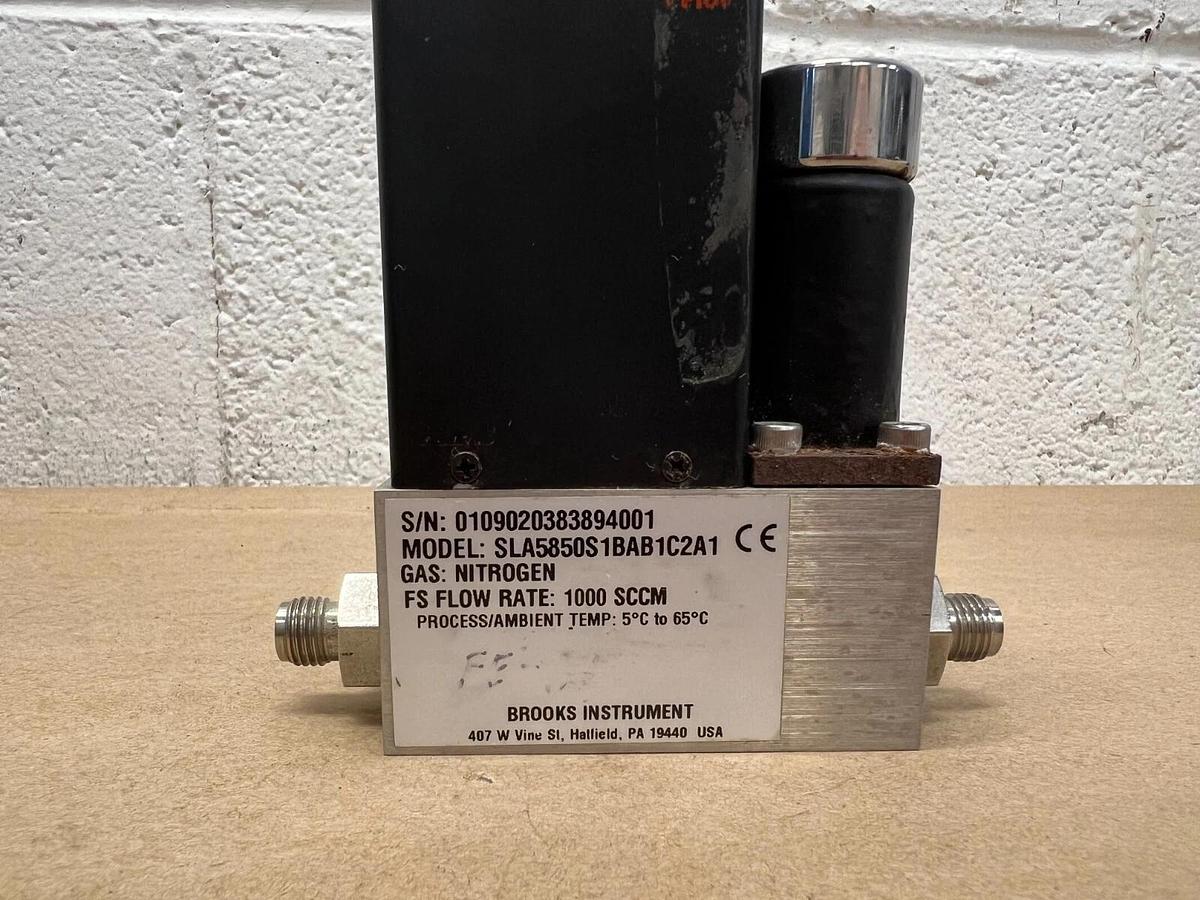 S/N: 0109020383894001
MODEL: SLA5850S1BAB1C2A1
CE
GAS: NITROGEN
FS FLOW RATE: 1000 SCCM
PROCESS/AMBIENT TEMP: 5°C to 65°C
BROOKS INSTRUMENT
407 W Vine St, Hatfield, PA 19440 USA